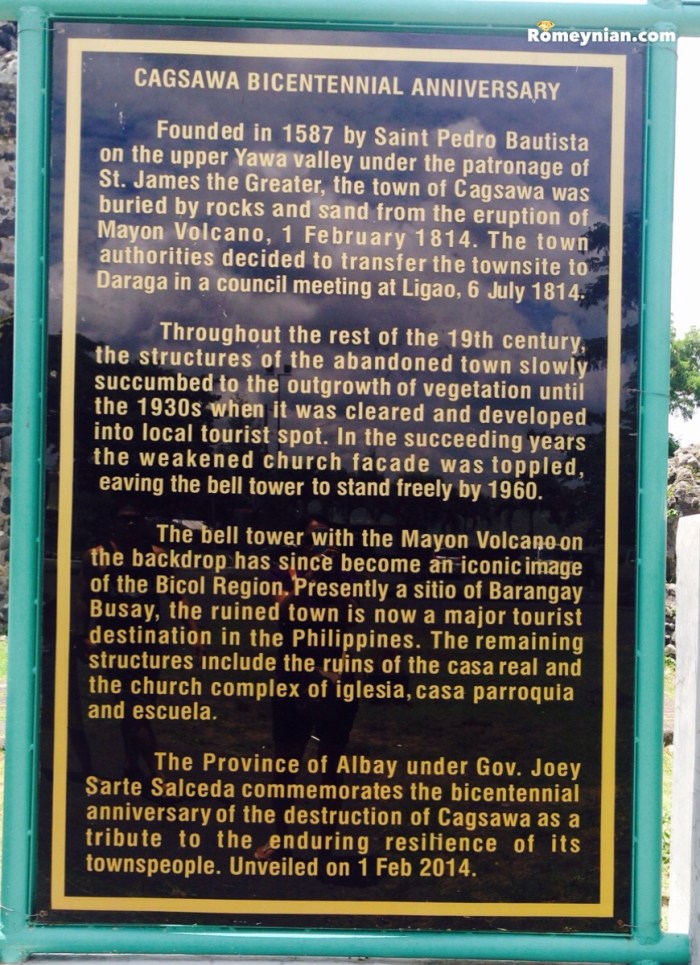 Romeynian.com
CAGSAWA BICENTENNIAL ANNIVERSARY
Founded in 1587 by Saint Pedro Bautista
on the upper Yawa valley under the patronage of
St. James the Greater, the town of Cagsawa was
buried by rocks and sand from the eruption of
Mayon Volcano, 1 February 1814. The town
authorities decided to transfer the townsite to
Daraga in a council meeting at Ligao, 6 July 1814.
Throughout the rest of the 19th century,
the structures of the abandoned town slowly
succumbed to the outgrowth of vegetation until
the 1930s when it was cleared and developed
into local tourist spot. In the succeeding years
the weakened church facade was toppled,
eaving the bell tower to stand freely by 1960.
The bell tower with the Mayon Volcano on
the backdrop has since become an iconic image
of the Bicol Region. Presently a sitio of Barangay
Busay, the ruined town is now a major tourist
destination in the Philippines. The remaining
structures include the ruins of the casa real and
the church complex of iglesia, casa parroquia
and escuela.
The Province of Albay under Gov. Joey
Sarte Salceda commemorates the bicentennial
anniversary of the destruction of Cagsawa as a
tribute to the enduring resilience of its
townspeople. Unveiled on 1 Feb 2014.